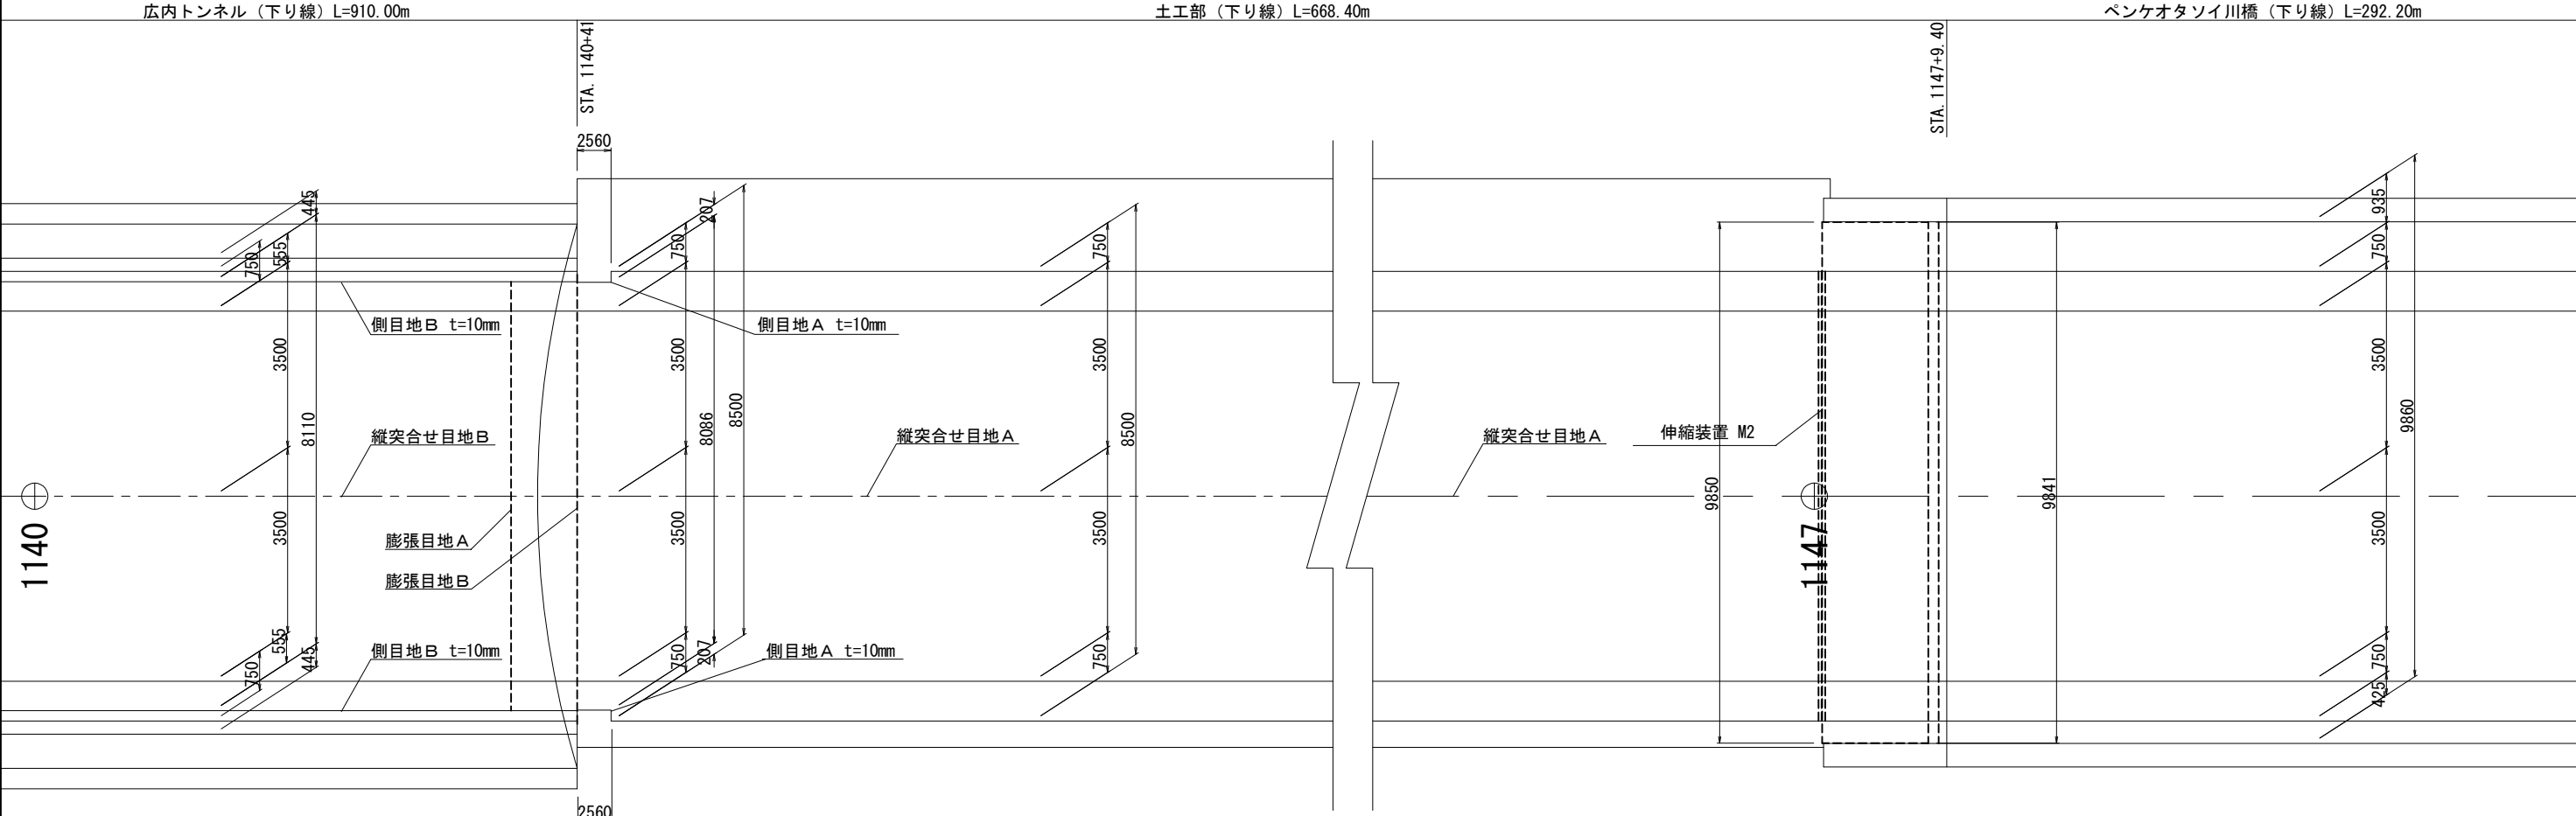 広内トンネル（下り線）L=910.00m
土工部（下り線）L=668.40m
ペンケオタソイ川橋（下り線）L=292.20m
STA.1140+41
STA.1147+9.40
2560
445
555
750
3500
8110
3500
555
445
750
207
750
3500
8086
8500
3500
750
207
750
3500
8500
3500
750
935
750
3500
9860
3500
750
425
9850
9841
側目地B t=10mm
側目地A t=10mm
縦突合せ目地B
縦突合せ目地A
縦突合せ目地A
伸縮装置 M2
膨張目地A
膨張目地B
側目地B t=10mm
側目地A t=10mm
1140
1147
2560